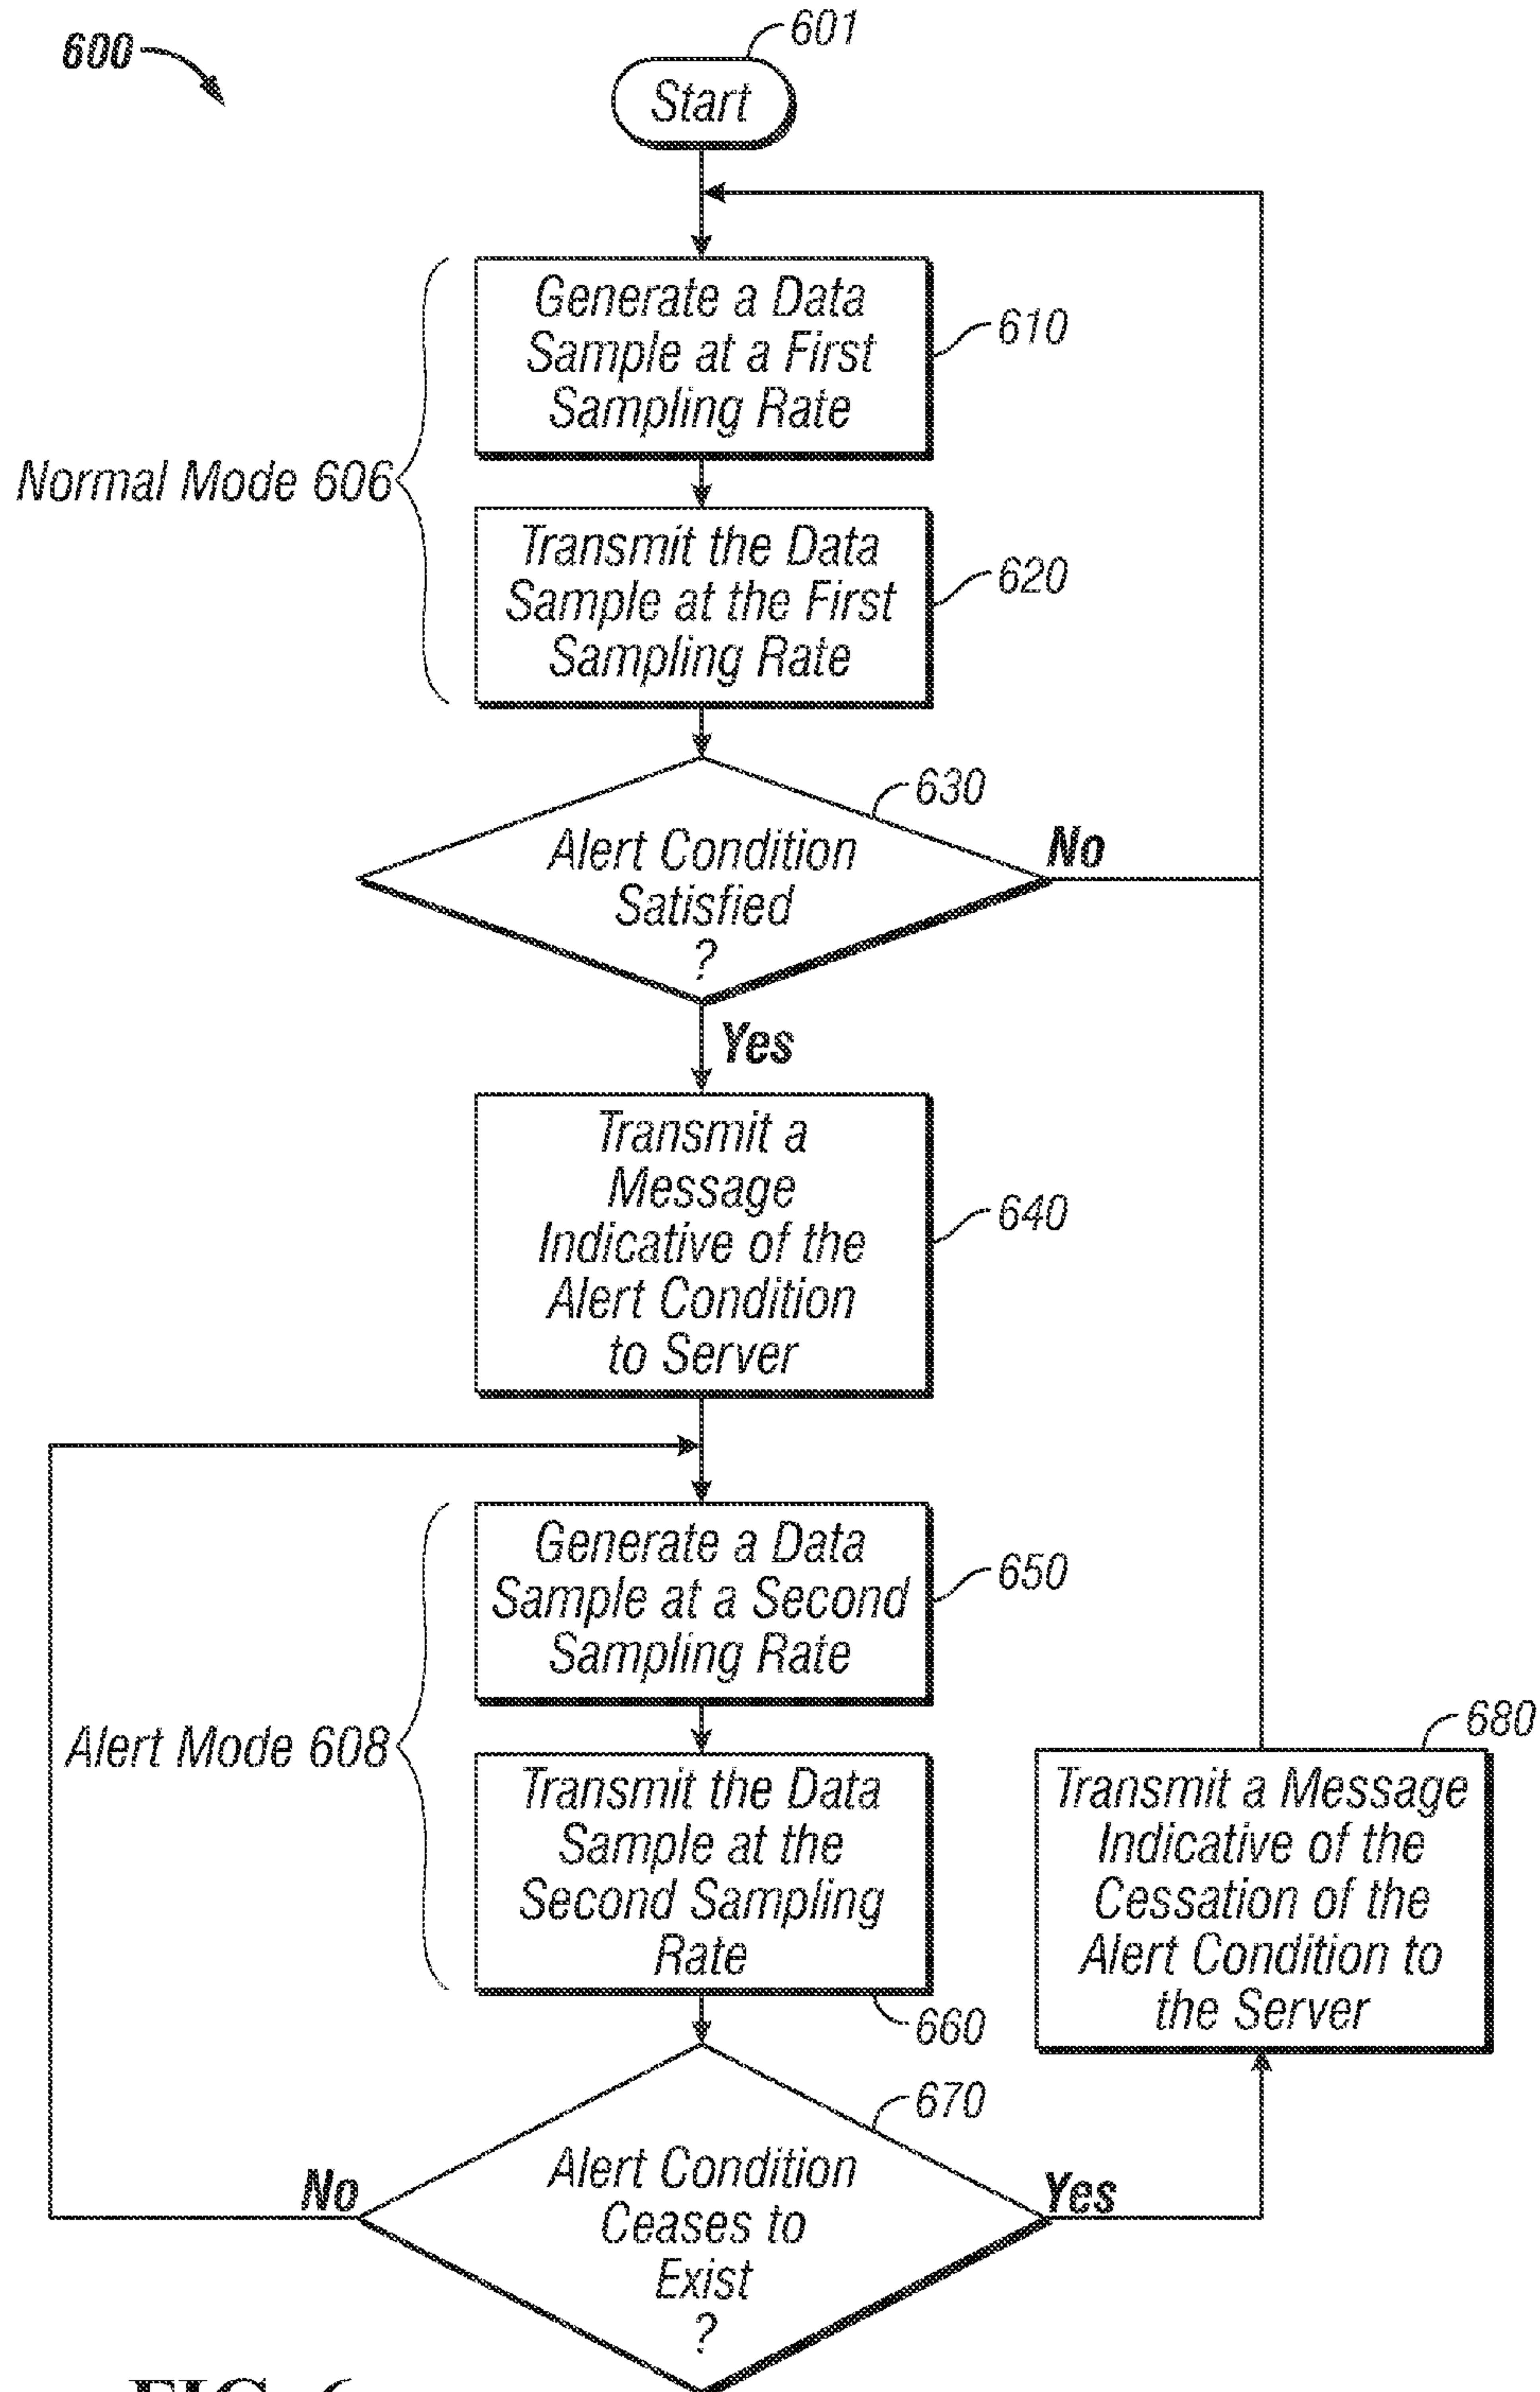 600
601
Start
Generate a Data
Sample at a First
Sampling Rate
610
Normal Mode 606
Transmit the Data
Sample at the First
Sampling Rate
620
630
Alert Condition
Satisfied
?
No
Yes
Transmit a
Message
Indicative of the
Alert Condition
to Server
640
Generate a Data
Sample at a Second
Sampling Rate
650
Alert Mode 608
Transmit the Data
Sample at the
Second Sampling
Rate
660
680
Transmit a Message
Indicative of the
Cessation of the
Alert Condition to
the Server
670
Alert Condition
Ceases to
Exist
?
No
Yes
FIG. 6